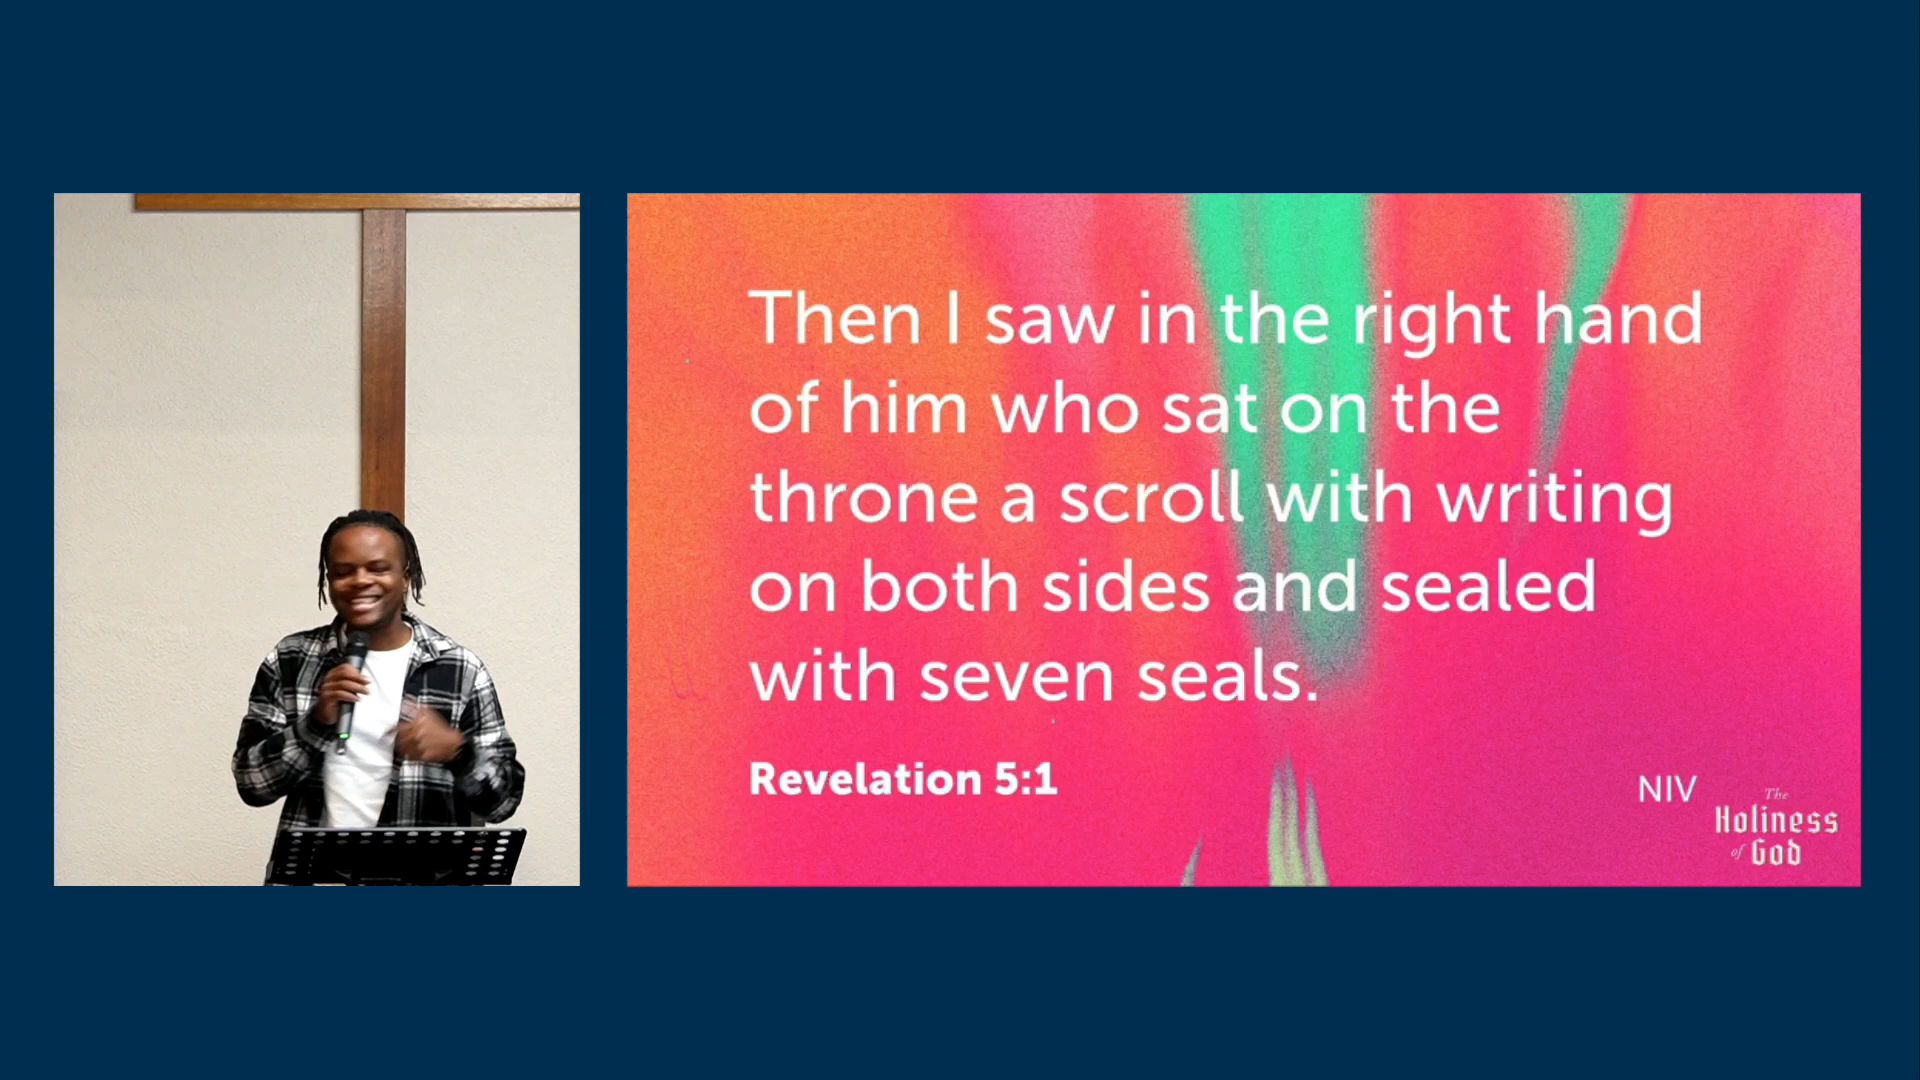 Then I saw in the right hand
of him who sat on the
throne a scroll with writing
on both sides and sealed
with seven seals.
Revelation 5:1
NIV
The
Holiness
of God